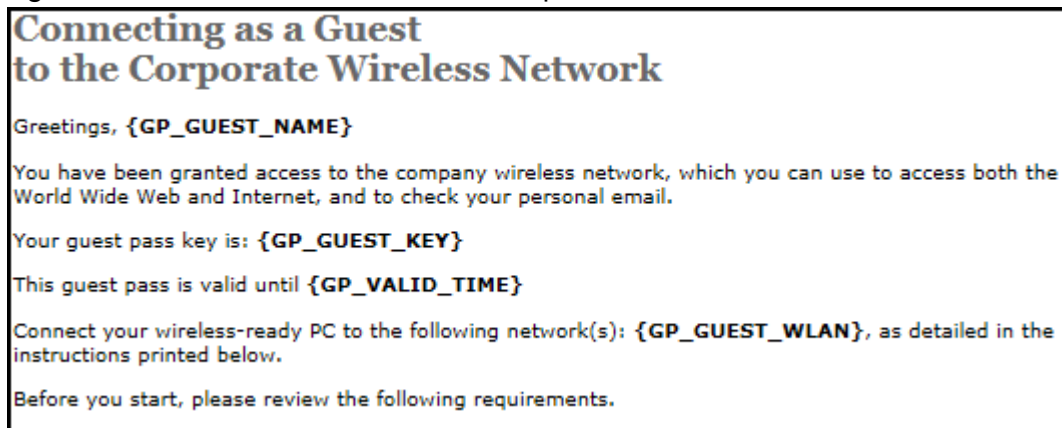 Connecting as a Guest
to the Corporate Wireless Network
Greetings, {GP_GUEST_NAME}
You have been granted access to the company wireless network, which you can use to access both the
World Wide Web and Internet, and to check your personal email.
Your guest pass key is: {GP_GUEST_KEY}
This guest pass is valid until {GP_VALID_TIME}
Connect your wireless-ready PC to the following network(s): {GP_GUEST_WLAN}, as detailed in the
instructions printed below.
Before you start, please review the following requirements.